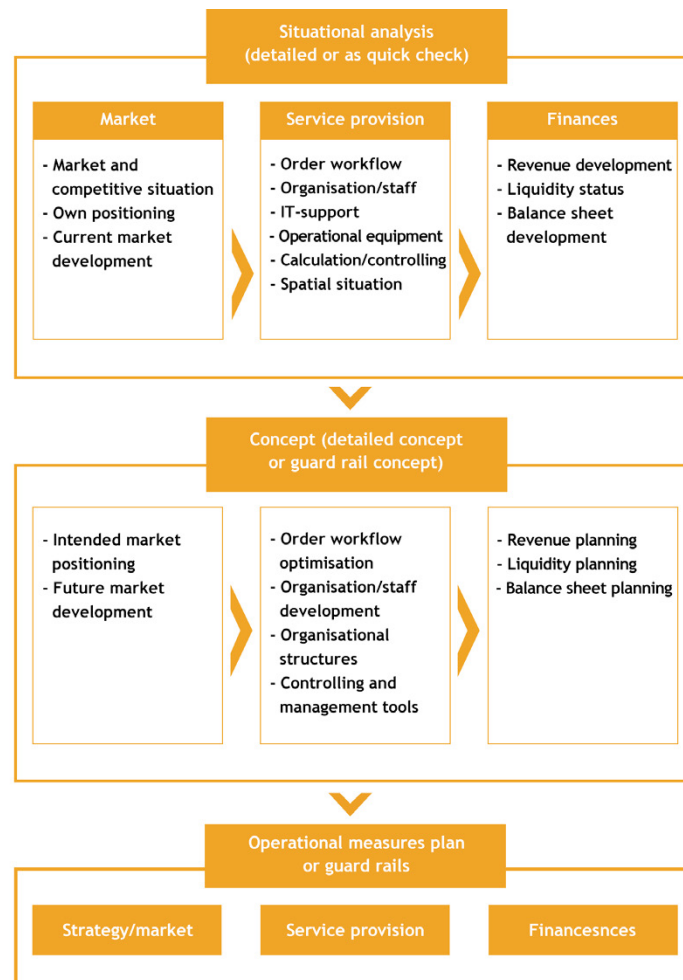 Situational analysis
(detailed or as quick check)
Market
- Market and
competitive situation
- Own positioning
- Current market
development
Service provision
- Order workflow
- Organisation/staff
- IT-support
- Operational equipment
- Calculation/controlling
- Spatial situation
Finances
- Revenue development
- Liquidity status
- Balance sheet
development
Concept (detailed concept
or guard rail concept)
- Intended market
positioning
- Future market
development
- Order workflow
optimisation
- Organisation/staff
development
- Organisational
structures
- Controlling and
management tools
- Revenue planning
- Liquidity planning
- Balance sheet planning
Operational measures plan
or guard rails
Strategy/market
Service provision
Financesnces